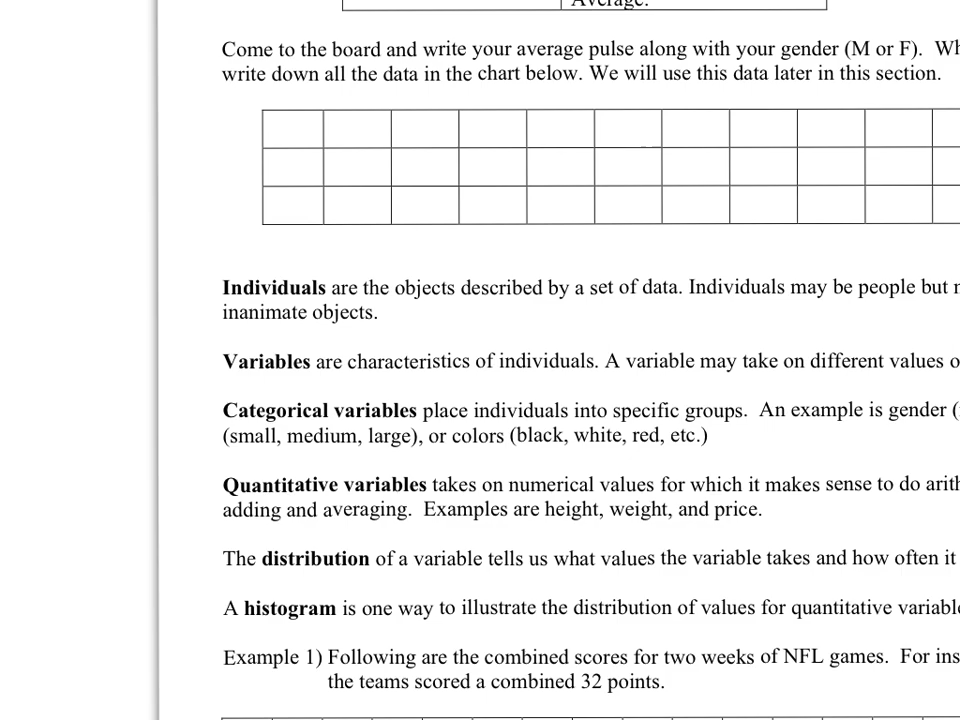 Average:
Come to the board and write your average pulse along with your gender (M or F). Wh
write down all the data in the chart below. We will use this data later in this section.
Individuals are the objects described by a set of data. Individuals may be people but
inanimate objects.
Variables are characteristics of individuals. A variable may take on different values
Categorical variables place individuals into specific groups. An example is gender (
(small, medium, large), or colors (black, white, red, etc.)
Quantitative variables takes on numerical values for which it makes sense to do arith
adding and averaging. Examples are height, weight, and price.
The distribution of a variable tells us what values the variable takes and how often it
A histogram is one way to illustrate the distribution of values for quantitative variabl
Example 1) Following are the combined scores for two weeks of NFL games. For ins
the teams scored a combined 32 points.